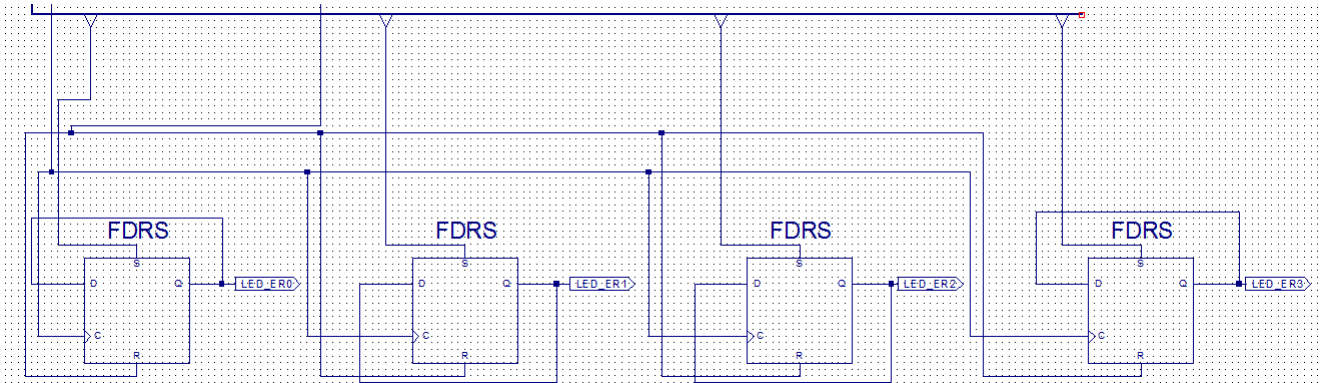 FDRS FDRS FDRS FDRS
S S S S
D Q LED_ER0 D Q LED_ER1 D Q LED_ER2 D Q LED_ER3
C C C C
R R R R